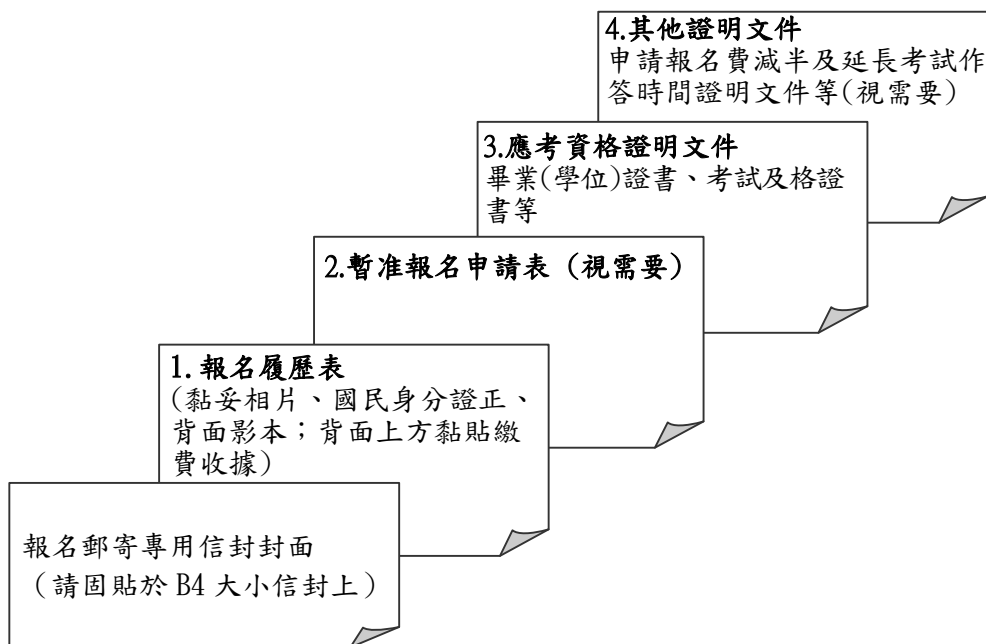 4.其他證明文件
申請報名費減半及延長考試作
答時間證明文件等(視需要)
3.應考資格證明文件
畢業(學位)證書、考試及格證
書等
2.暫准報名申請表（視需要）
1.報名履歷表
(黏妥相片、國民身分證正、
背面影本；背面上方黏貼繳
費收據)
報名郵寄專用信封封面
（請固貼於 B4 大小信封上）